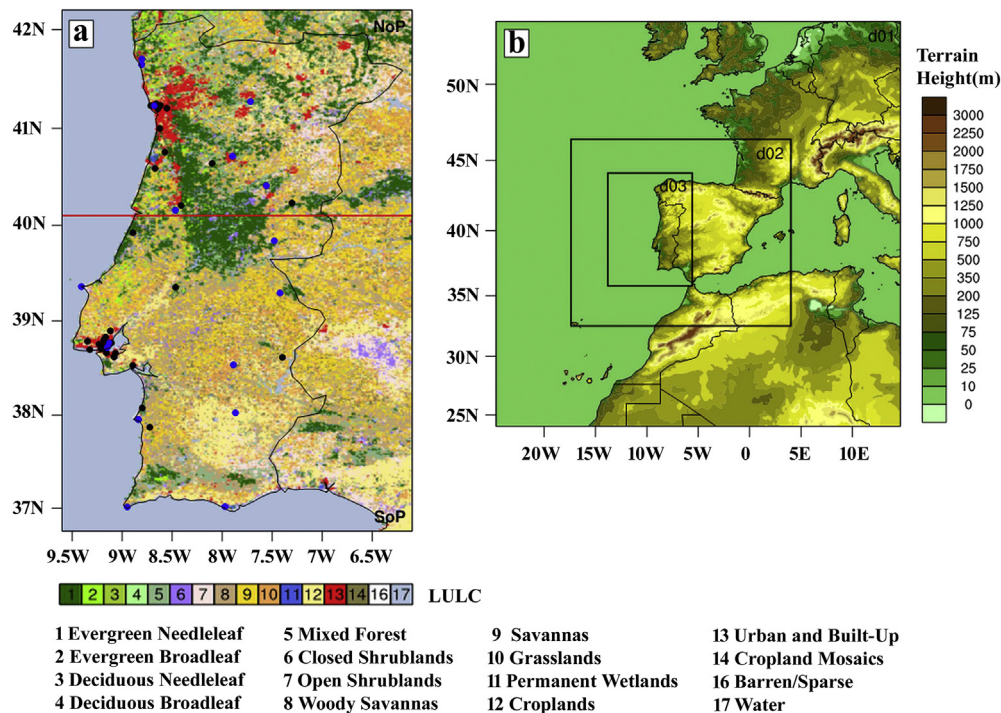 a
NoP
SoP
42N
41N
40N
39N
38N
37N
9.5W 9W 8.5W 8W 7.5W 7W 6.5W
b
d01
d02
d03
50N
45N
40N
35N
30N
25N
20W 15W 10W 5W 0 5E 10E
Terrain
Height(m)
3000
2250
2000
1750
1500
1250
1000
750
500
350
200
125
75
50
25
10
0
1 2 3 4 5 6 7 8 9 10 11 12 13 14 16 17 LULC
1 Evergreen Needleleaf
2 Evergreen Broadleaf
3 Deciduous Needleleaf
4 Deciduous Broadleaf
5 Mixed Forest
6 Closed Shrublands
7 Open Shrublands
8 Woody Savannas
9 Savannas
10 Grasslands
11 Permanent Wetlands
12 Croplands
13 Urban and Built-Up
14 Cropland Mosaics
16 Barren/Sparse
17 Water